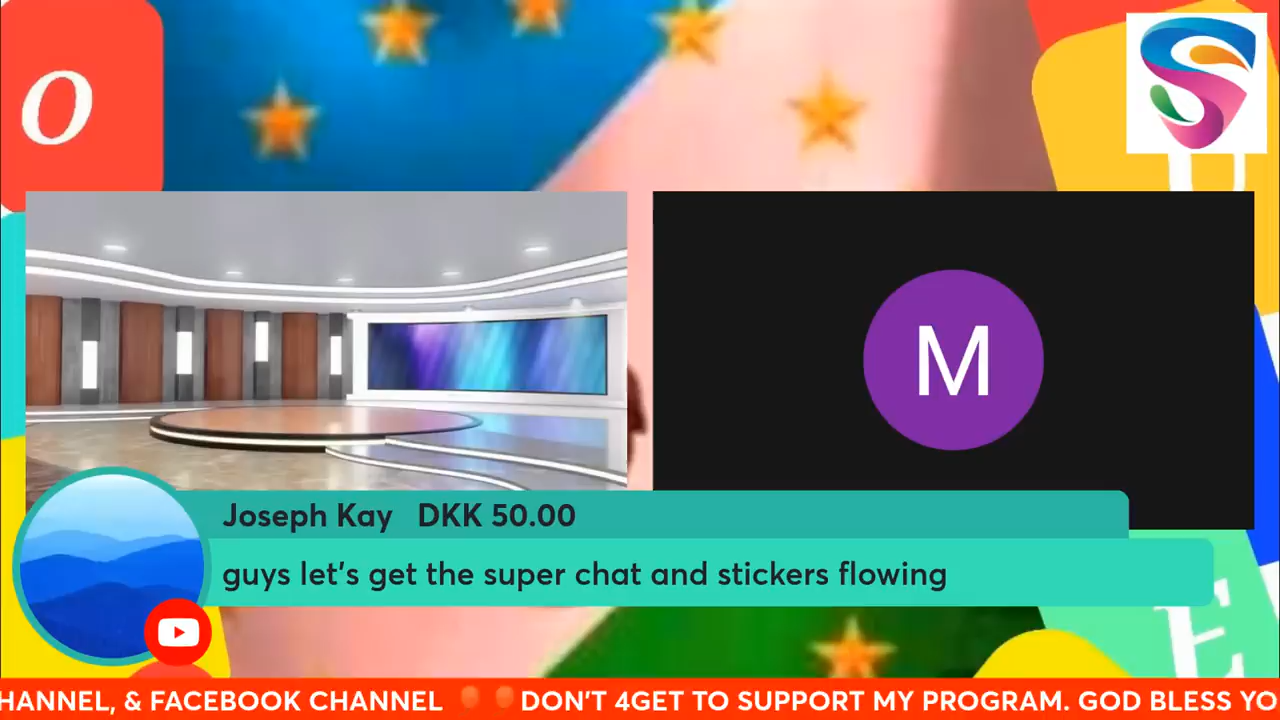 O
S
M
Joseph Kay DKK 50.00
guys let's get the super chat and stickers flowing
E
HANNEL, & FACEBOOK CHANNEL DON'T 4GET TO SUPPORT MY PROGRAM. GOD BLESS YO